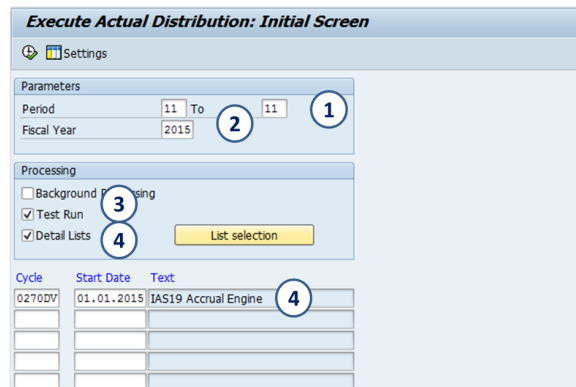 Execute Actual Distribution: Initial Screen
Settings
Parameters
Period 11 To 11 1
Fiscal Year 2015 2
Processing
Background P ssing
3
Test Run
Detail Lists 4 List selection
Cycle Start Date Text
0270DV 01.01.2015 IAS19 Accrual Engine 4